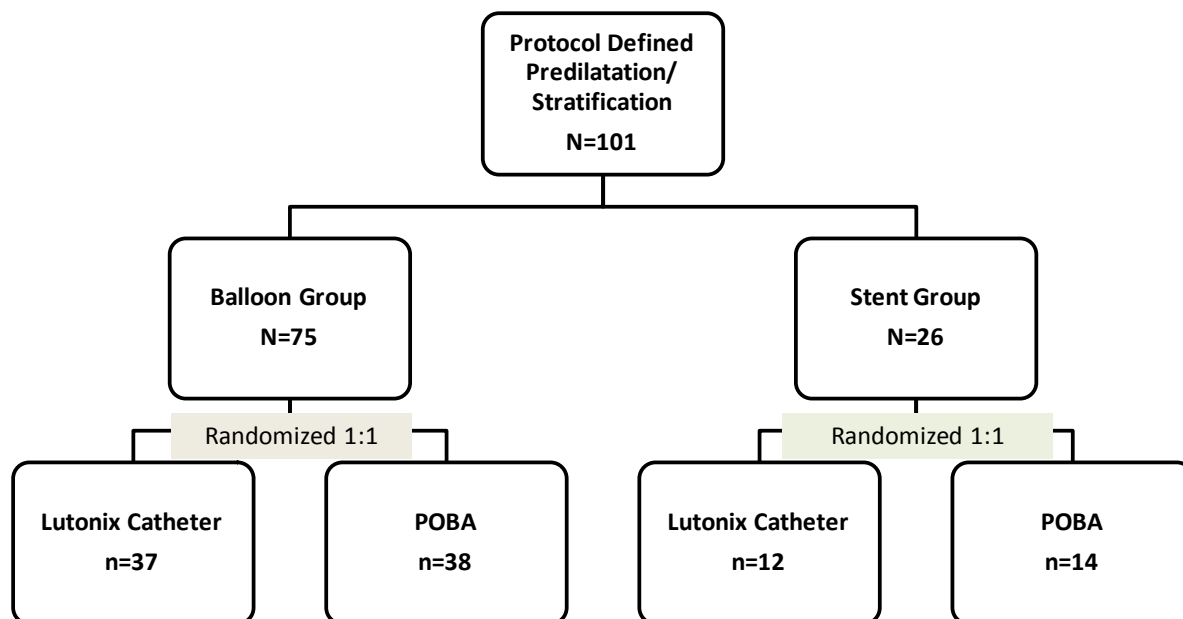 Protocol Defined
Predilatation/
Stratification
N=101
Balloon Group
N=75
Stent Group
N=26
Randomized 1:1
Randomized 1:1
Lutonix Catheter
n=37
POBA
n=38
Lutonix Catheter
n=12
POBA
n=14